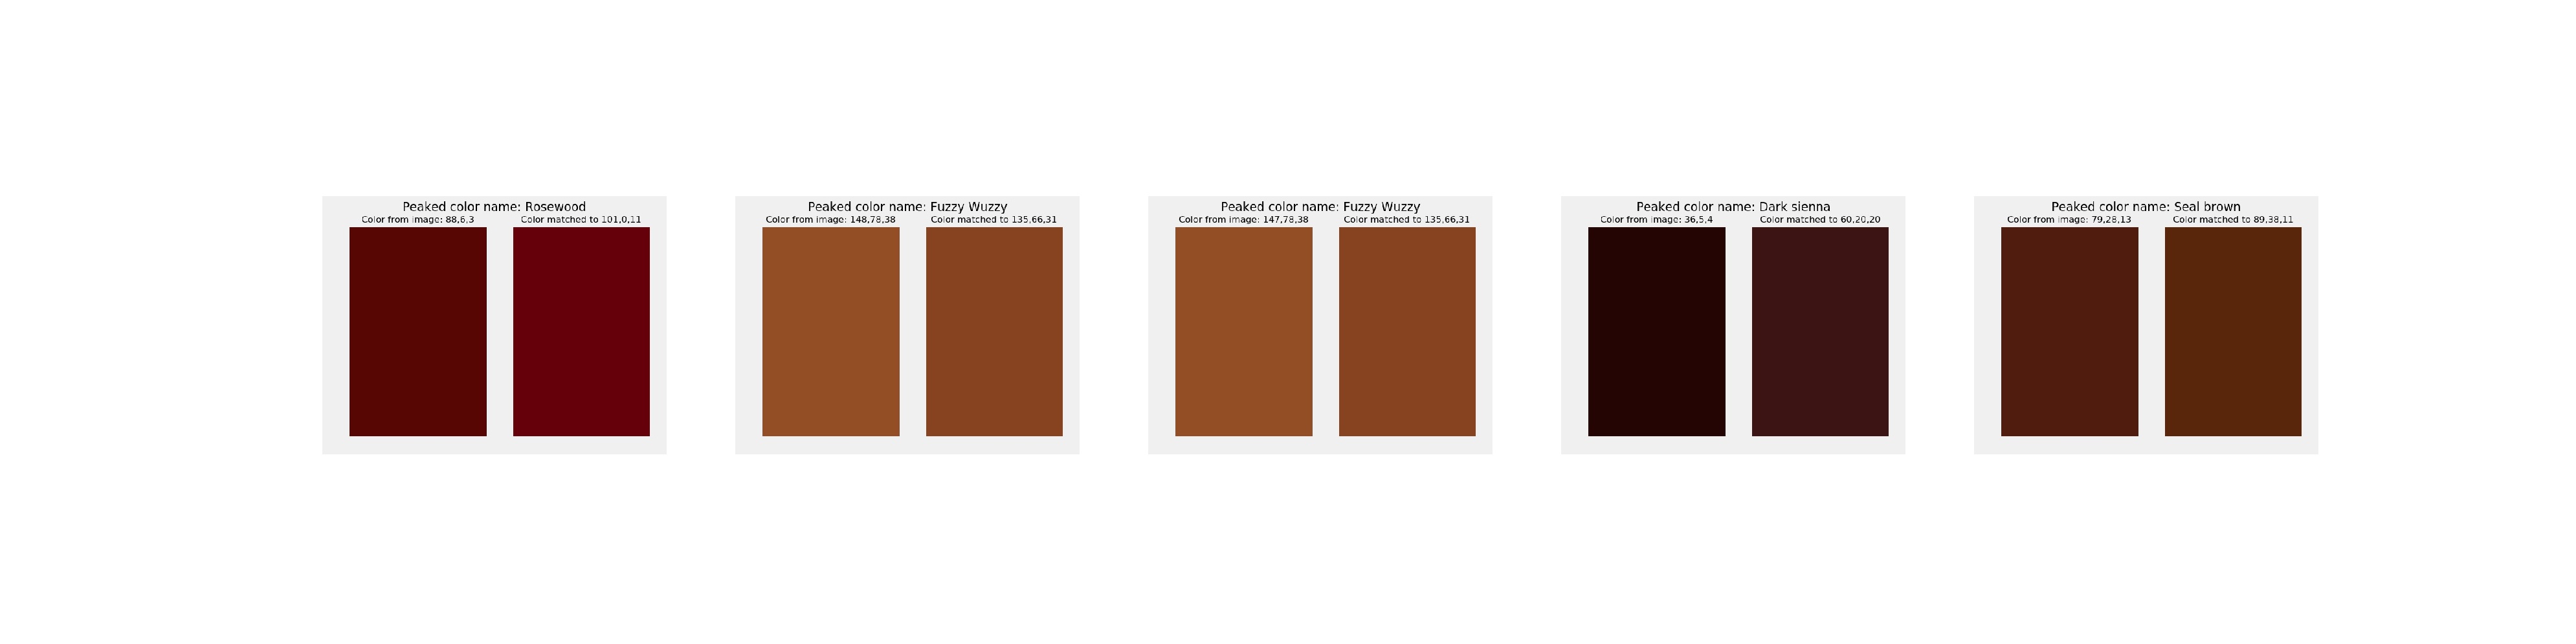 Peaked color name: Rosewood
Color from image: 88,6,3
Color matched to 101,0,11
Peaked color name: Fuzzy Wuzzy
Color from image: 148,78,38
Color matched to 135,66,31
Peaked color name: Fuzzy Wuzzy
Color from image: 147,78,38
Color matched to 135,66,31
Peaked color name: Dark sienna
Color from image: 36,5,4
Color matched to 60,20,20
Peaked color name: Seal brown
Color from image: 79,28,13
Color matched to 89,38,11